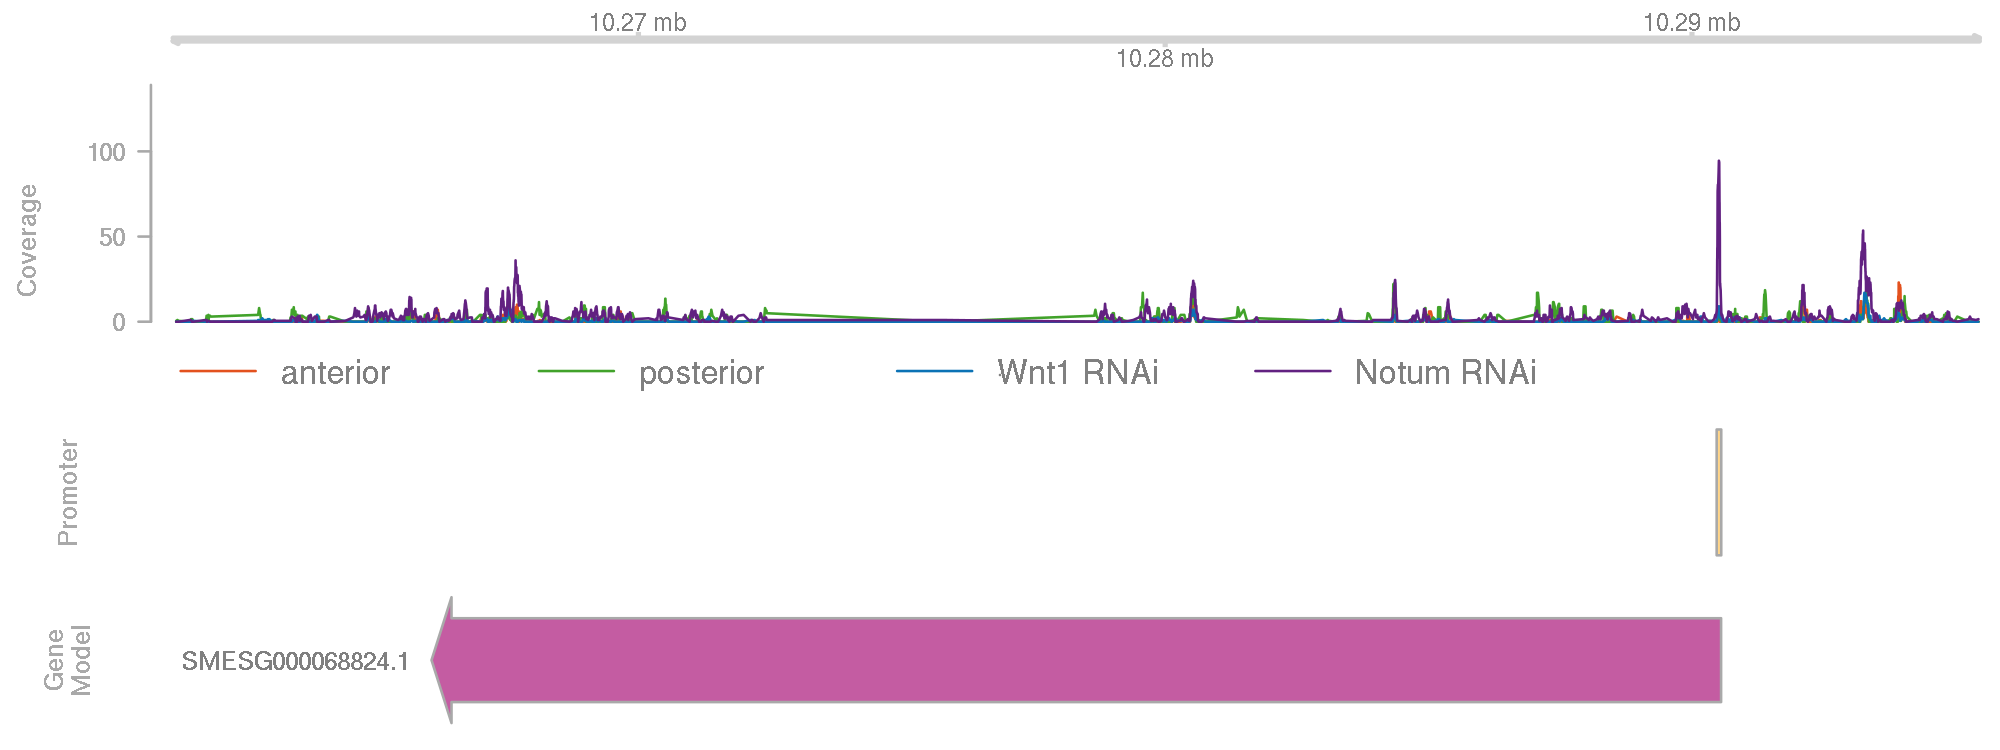 10.27 mb
10.29 mb
10.28 mb
Coverage
100
50
0
anterior posterior Wnt1 RNAi Notum RNAi
Promoter
Gene
Model
SMESG000068824.1